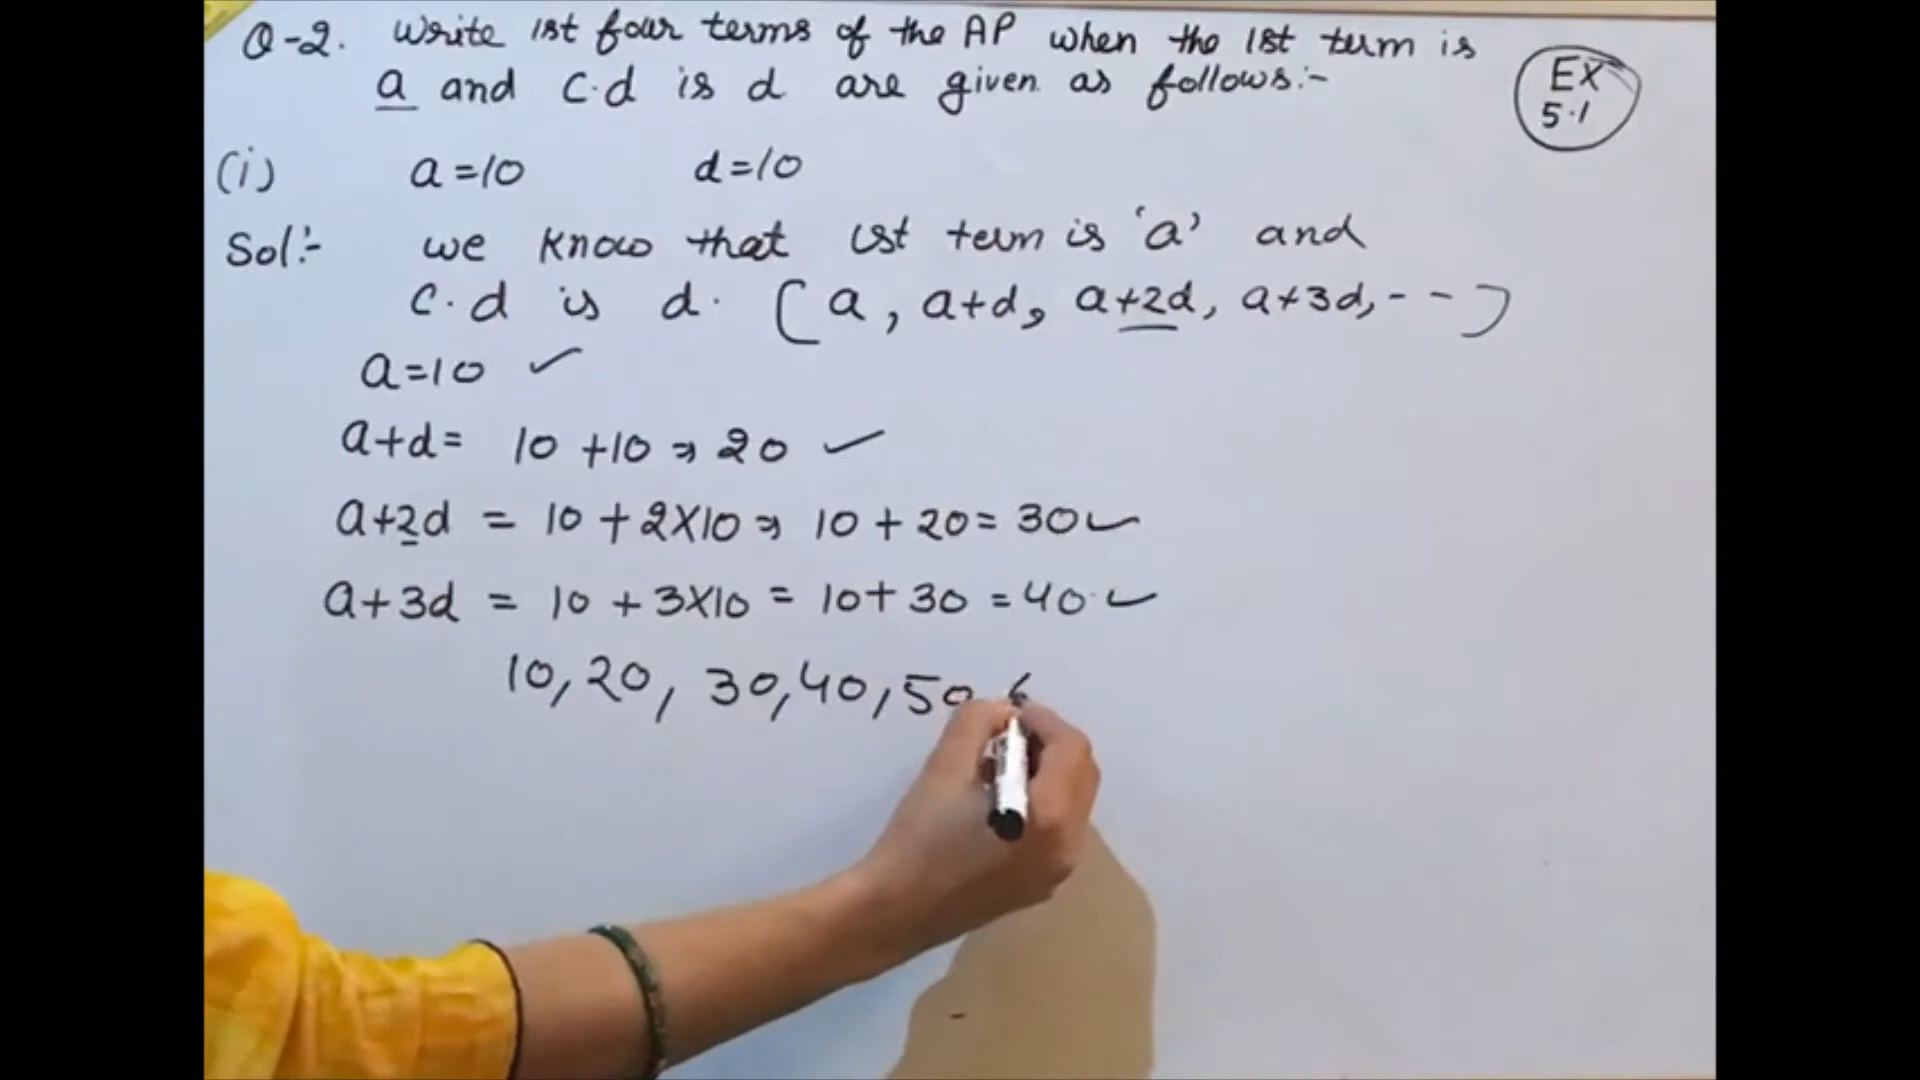 Q-2. Write 1st four terms of the AP when the 1st term is
a and C.d is d are given as follows:-
EX
5.1
(i) a=10 d=10
Sol:- we know that 1st term is 'a' and
C.d is d. (a, a+d, a+2d, a+3d, --)
a=10 ✓
a+d= 10 +10 ⇒ 20 ✓
a+2d = 10 + 2×10 ⇒ 10 + 20 = 30 ✓
a+3d = 10 + 3×10 = 10+ 30 = 40. ✓
10, 20, 30, 40, 50